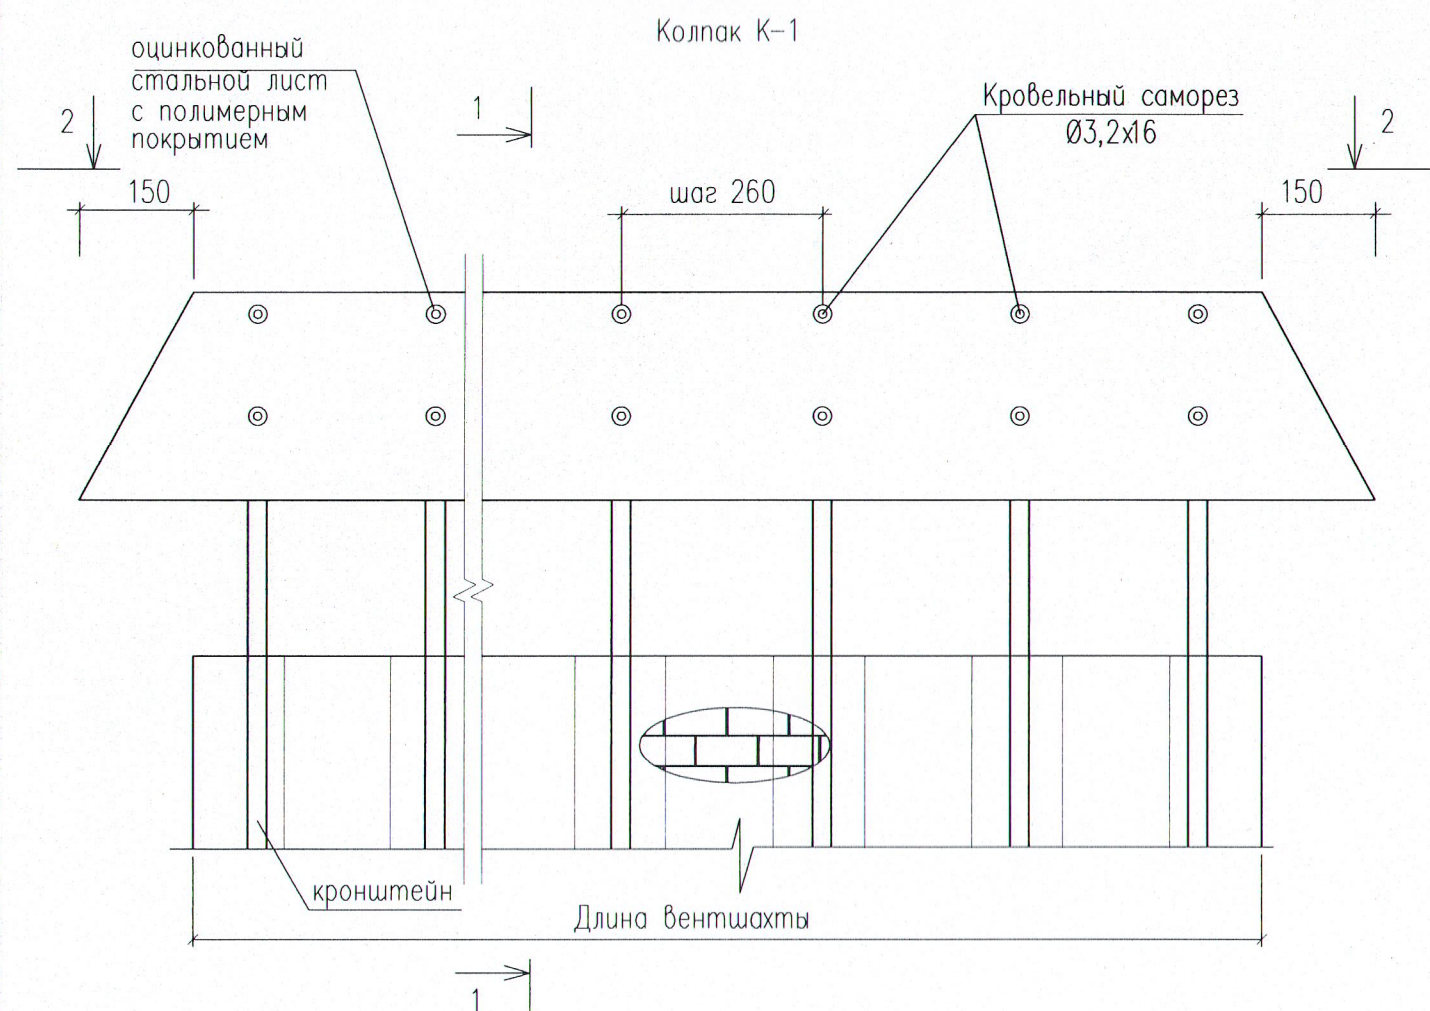 Колпак К-1
оцинкованный
стальной лист
с полимерным
покрытием
1
Кровельный саморез
Ø3,2х16
2
2
150
шаг 260
150
кронштейн
Длина вентшахты
1